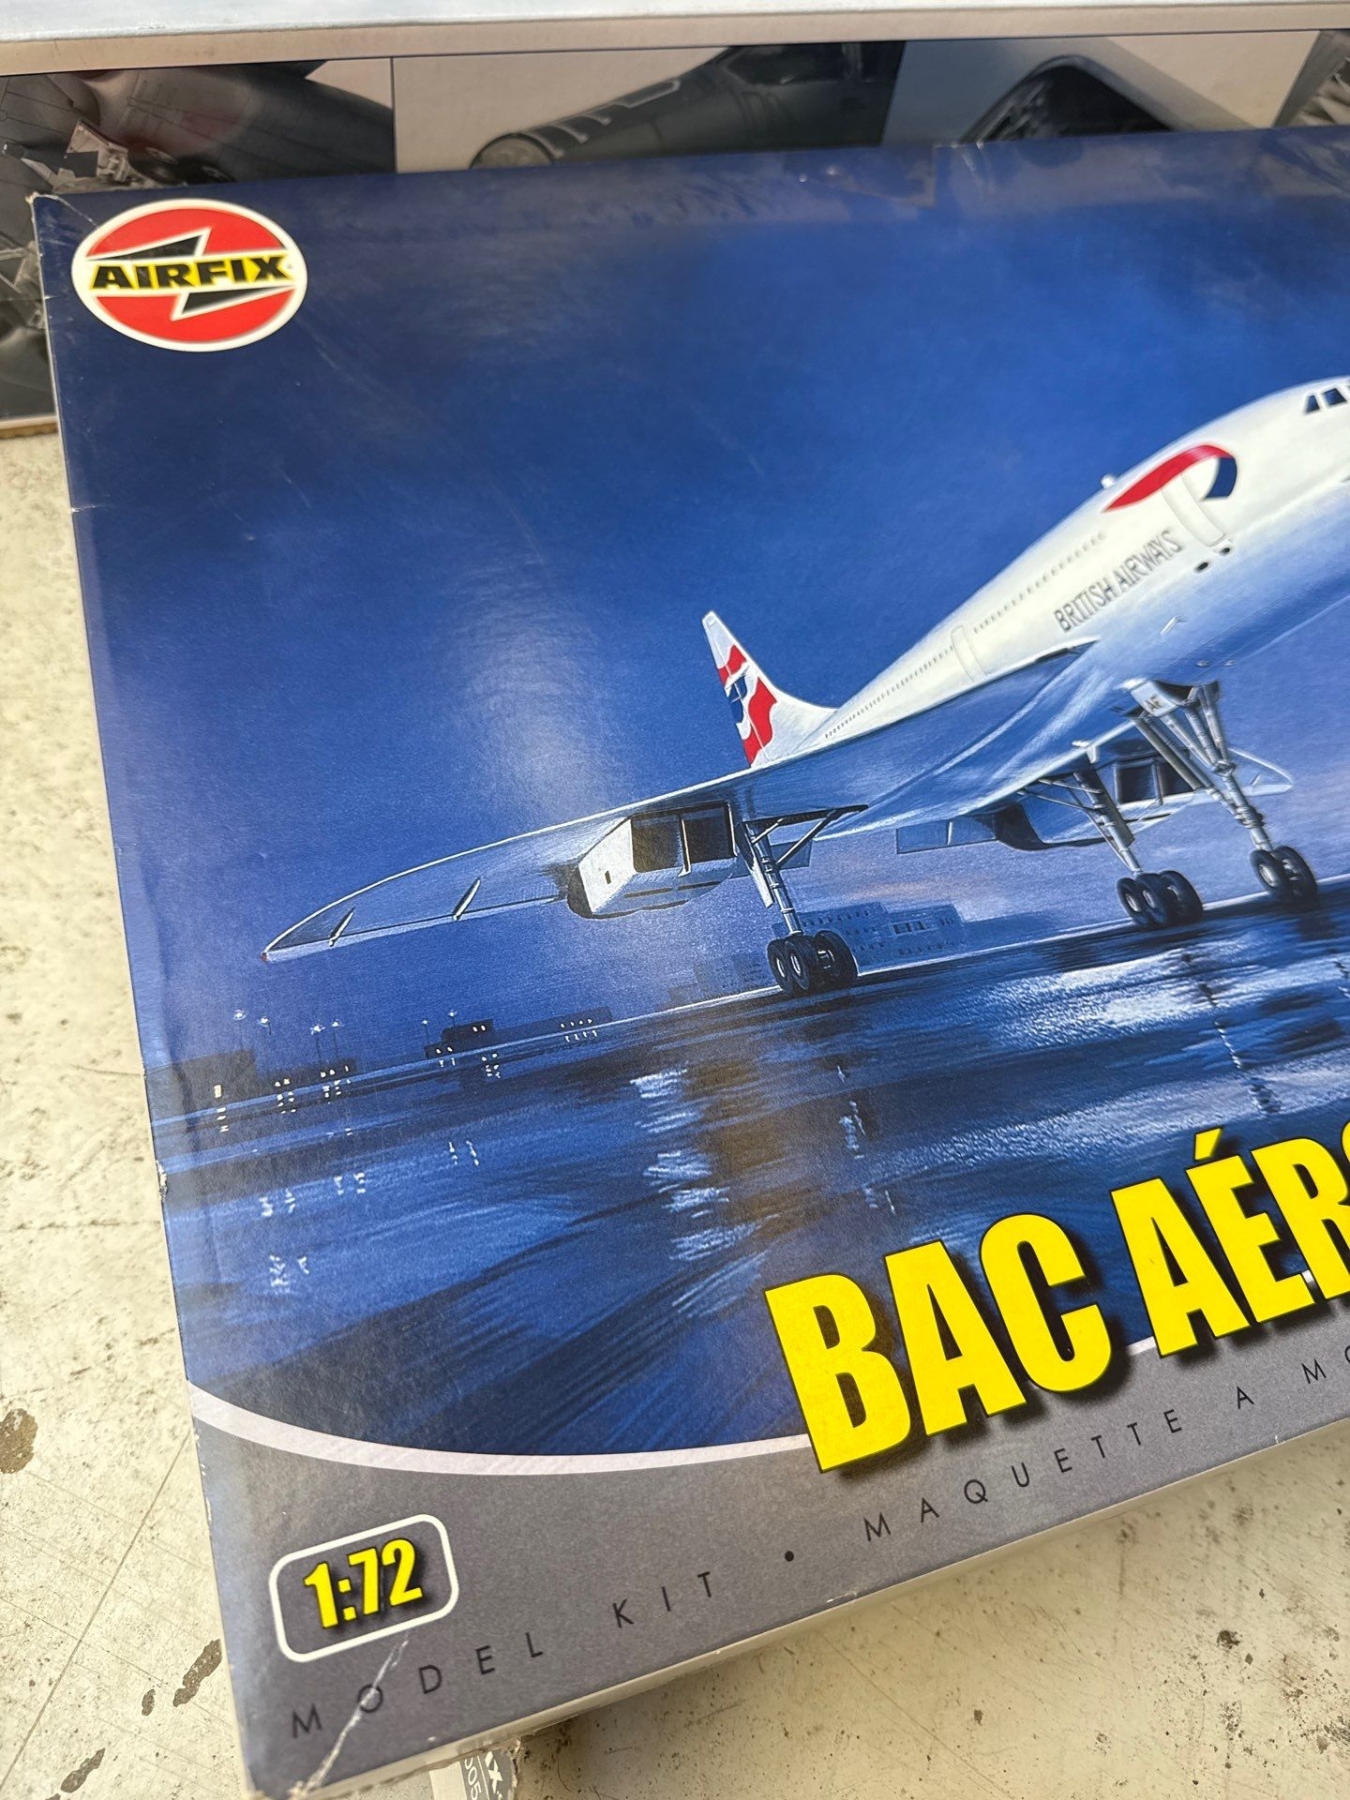 AIRFIX
BRITISH AIRWAYS
BAC AÉR
1:72
MODEL KIT • MAQUETTE A M